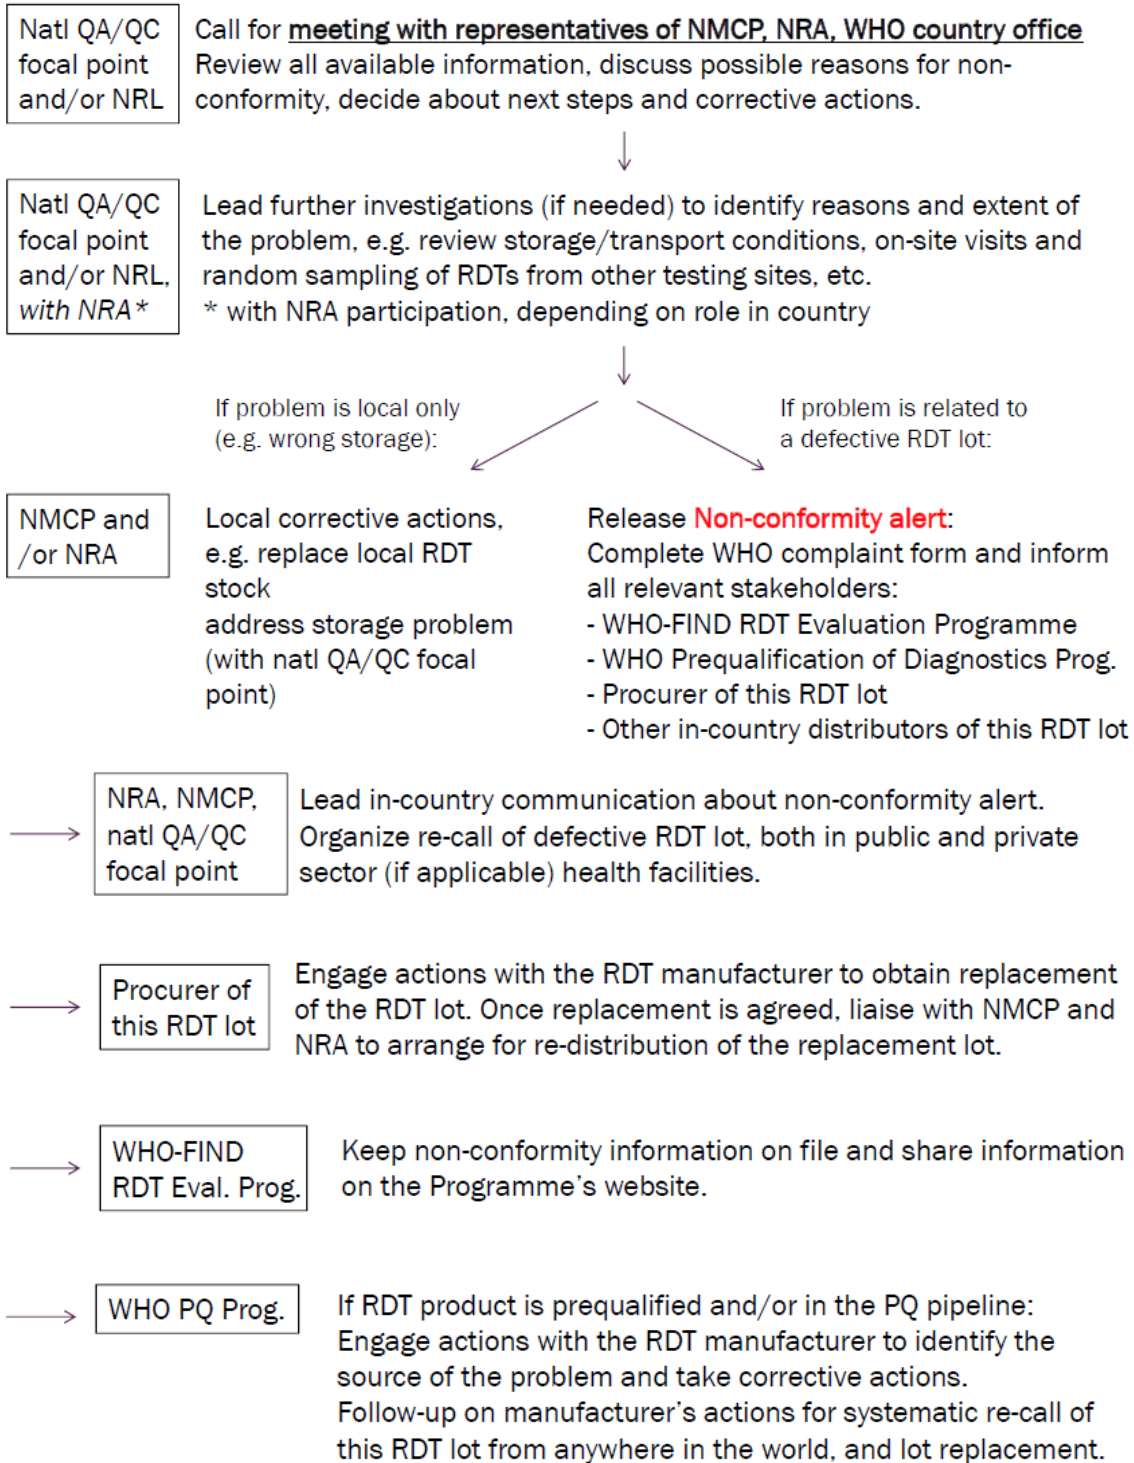 Natl QA/QC
focal point
and/or NRL
Call for meeting with representatives of NMCP, NRA, WHO country office
Review all available information, discuss possible reasons for non-
conformity, decide about next steps and corrective actions.
Natl QA/QC
focal point
and/or NRL,
with NRA*
Lead further investigations (if needed) to identify reasons and extent of
the problem, e.g. review storage/transport conditions, on-site visits and
random sampling of RDTs from other testing sites, etc.
* with NRA participation, depending on role in country
If problem is local only
(e.g. wrong storage):
If problem is related to
a defective RDT lot:
NMCP and
/or NRA
Local corrective actions,
e.g. replace local RDT
stock
address storage problem
(with natl QA/QC focal
point)
Release Non-conformity alert:
Complete WHO complaint form and inform
all relevant stakeholders:
- WHO-FIND RDT Evaluation Programme
- WHO Prequalification of Diagnostics Prog.
- Procurer of this RDT lot
- Other in-country distributors of this RDT lot
NRA, NMCP,
natl QA/QC
focal point
Lead in-country communication about non-conformity alert.
Organize re-call of defective RDT lot, both in public and private
sector (if applicable) health facilities.
Procurer of
this RDT lot
Engage actions with the RDT manufacturer to obtain replacement
of the RDT lot. Once replacement is agreed, liaise with NMCP and
NRA to arrange for re-distribution of the replacement lot.
WHO-FIND
RDT Eval. Prog.
Keep non-conformity information on file and share information
on the Programme's website.
WHO PQ Prog.
If RDT product is prequalified and/or in the PQ pipeline:
Engage actions with the RDT manufacturer to identify the
source of the problem and take corrective actions.
Follow-up on manufacturer's actions for systematic re-call of
this RDT lot from anywhere in the world, and lot replacement.